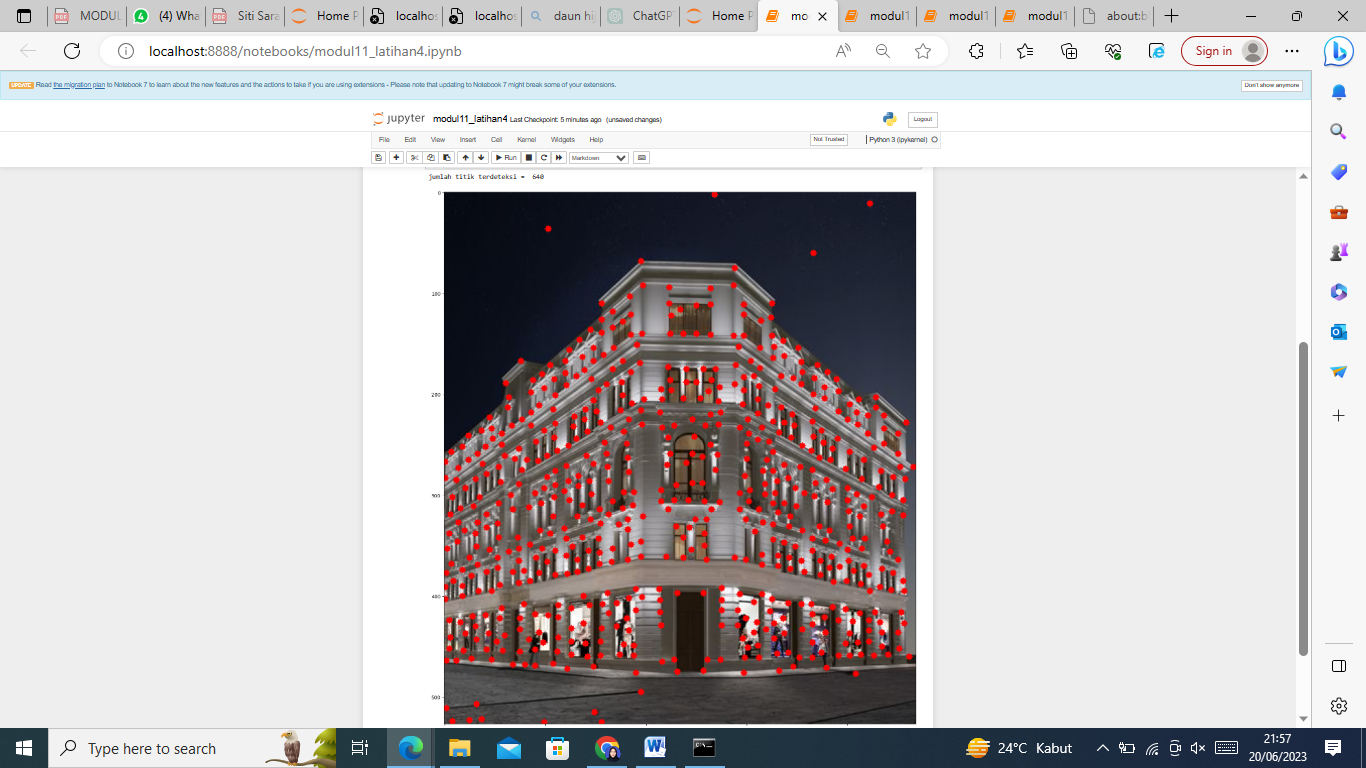 MODUL
(4) Wha
Siti Sara
Home P
localhos
localhos
daun hij
ChatGP
Home P
mo
modul1
modul1
modul1
about:b
localhost:8888/notebooks/modul11_latihan4.ipynb
Sign in
UPDATE Read the migration plan to Notebook 7 to learn about the new features and the actions to take if you are using extensions - Please note that updating to Notebook 7 might break some of your extensions.
Don't show anymore
jupyter modul11_latihan4 Last Checkpoint: 5 minutes ago (unsaved changes)
Logout
File Edit View Insert Cell Kernel Widgets Help
Not Trusted
Python 3 (ipykernel)
Run
Markdown
jumlah titik terdeteksi = 640
0
100
200
300
400
500
Type here to search
24°C Kabut
21:57
20/06/2023